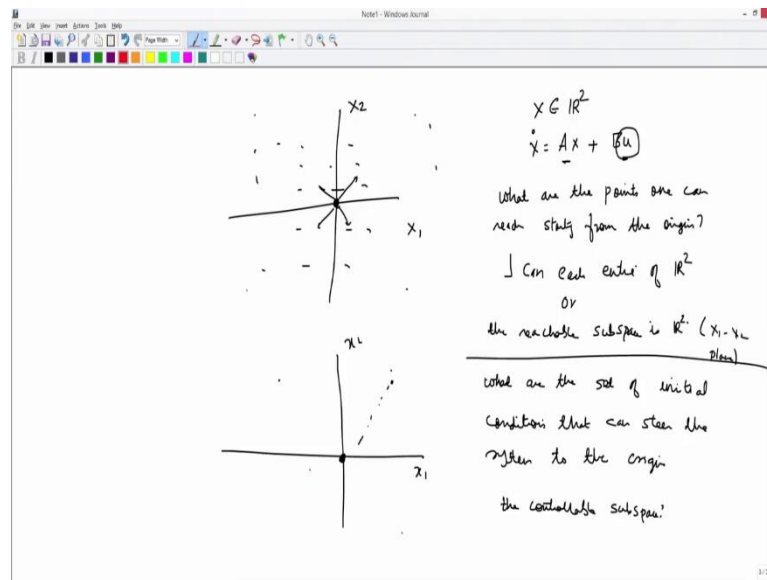 Note1 - Windows Journal
File Edit View Insert Actions Tools Help
Page Width
B I
x2
x1
x ∈ ℝ²
ẋ = Ax + Bu
what are the points one can
reach starting from the origin?
I can reach entire of ℝ²
or
the reachable subspace is ℝ² (x1-x2
plane)
x2
x1
what are the set of initial
conditions that can steer the
system to the origin
the controllable subspace: